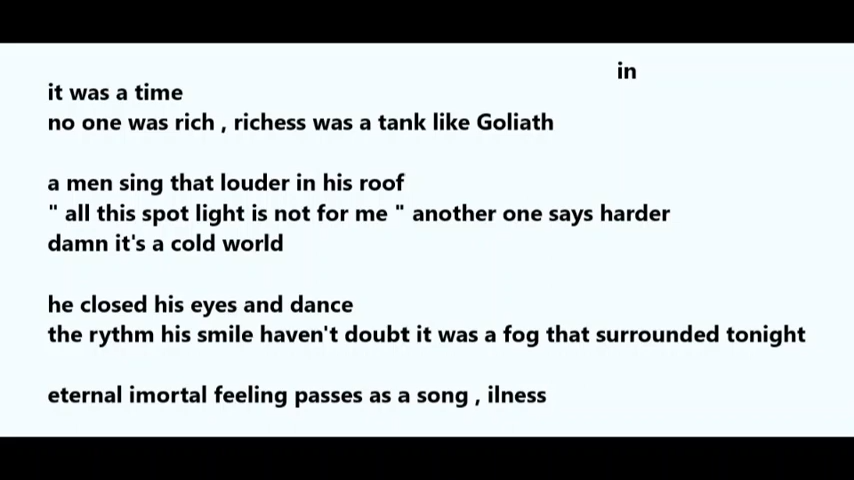 in
it was a time
no one was rich , richess was a tank like Goliath
a men sing that louder in his roof
" all this spot light is not for me " another one says harder
damn it's a cold world
he closed his eyes and dance
the rythm his smile haven't doubt it was a fog that surrounded tonight
eternal imortal feeling passes as a song , ilness